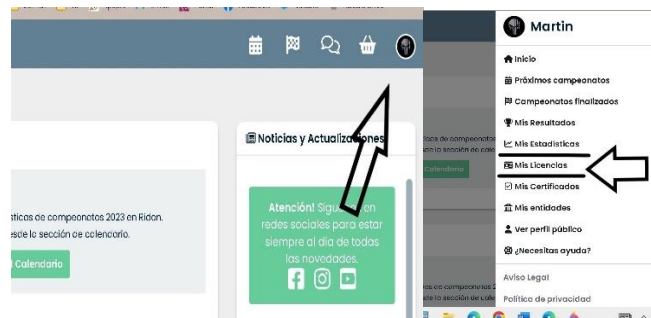 Noticias y Actualizaciones
Atención! Síguenos en
redes sociales para estar
siempre al día de todas
las novedades.
sticas de campeonatos 2023 en Ridon.
esde la sección de calendario.
Calendario
Martin
Inicio
Próximos campeonatos
Campeonatos finalizados
Mis Resultados
Mis Estadísticas
Mis Licencias
Mis Certificados
Mis entidades
Ver perfil público
¿Necesitas ayuda?
Aviso Legal
Política de privacidad
Calendario